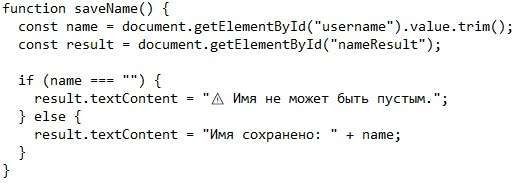 function saveName() {
  const name = document.getElementById("username").value.trim();
  const result = document.getElementById("nameResult");

  if (name === "") {
    result.textContent = "⚠ Имя не может быть пустым.";
  } else {
    result.textContent = "Имя сохранено: " + name;
  }
}